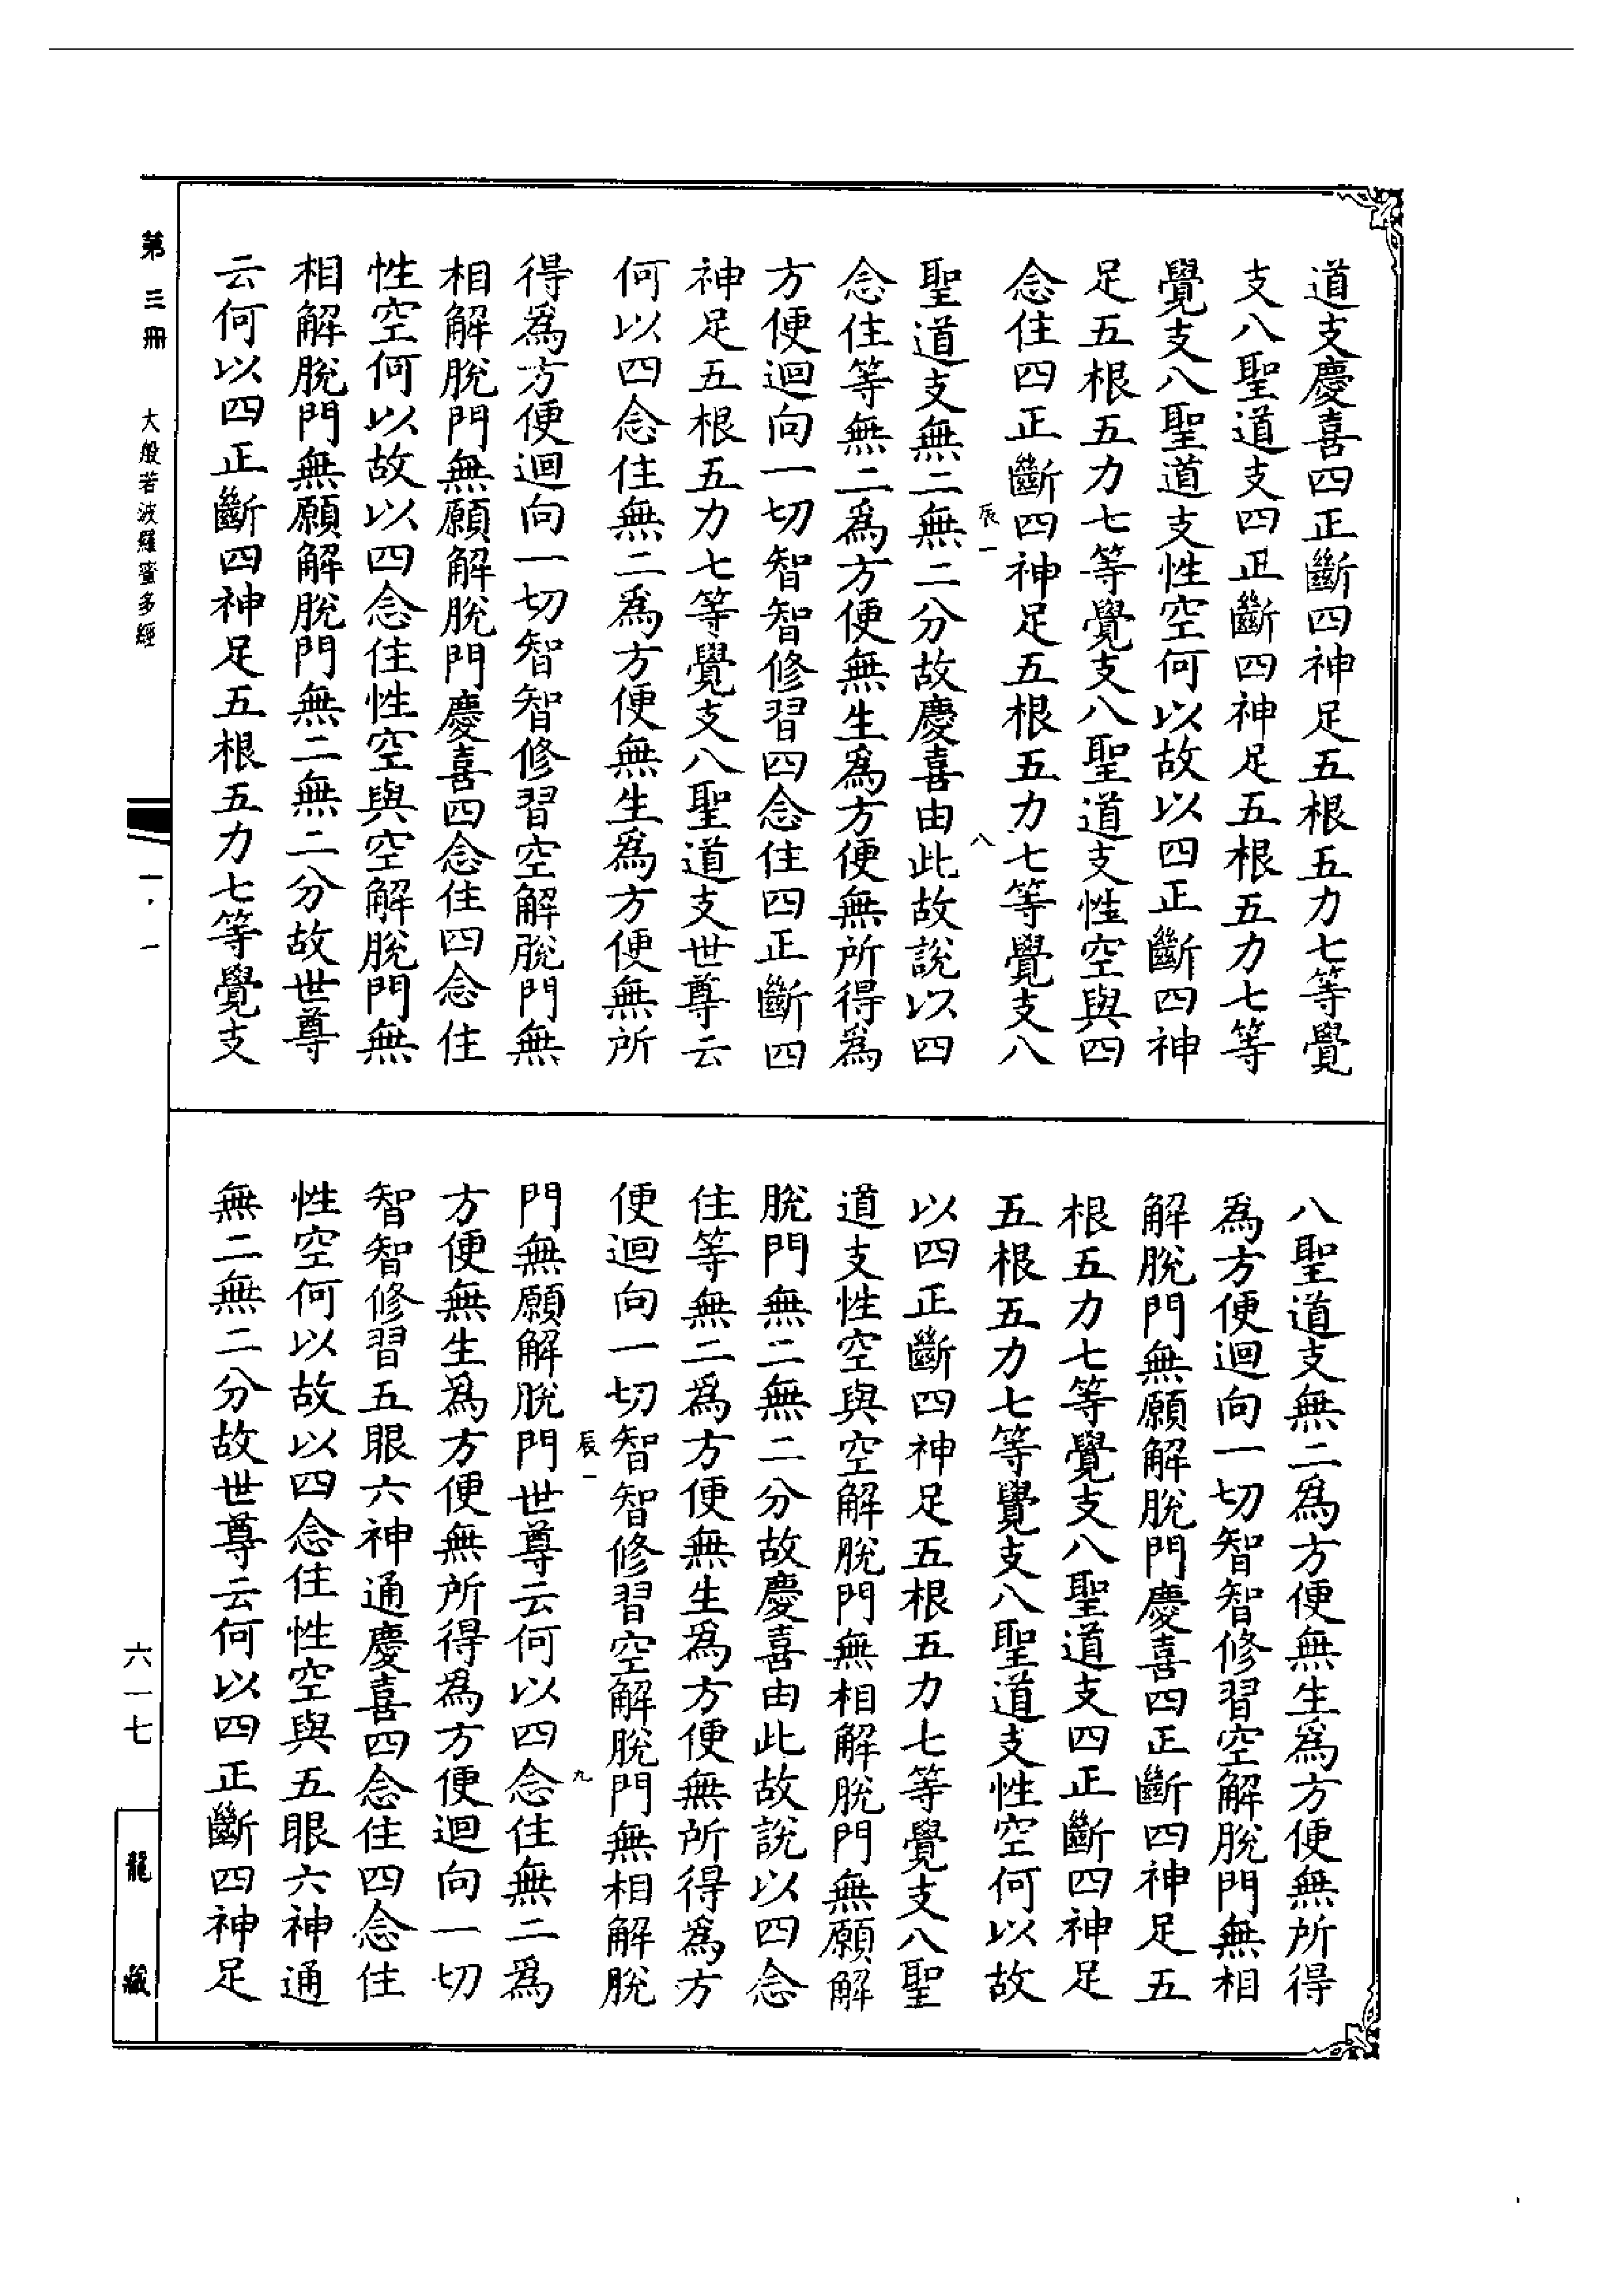 道支慶喜四正斷四神足五根五力七等覺
支八聖道支四正斷四神足五根五力七等
覺支八聖道支性空何以故以四正斷四神
足五根五力七等覺支八聖道支性空與四
念住四正斷四神足五根五力七等覺支八
辰一
八
聖道支無二無二分故慶喜由此故說以四
念住等無二爲方便無生爲方便無所得爲
方便迴向一切智智修習四念住四正斷四
神足五根五力七等覺支八聖道支世尊云
何以四念住無二爲方便無生爲方便無所
得爲方便迴向一切智智修習空解脫門無
相解脫門無願解脫門慶喜四念住四念住
性空何以故以四念住性空與空解脫門無
相解脫門無願解脫門無二無二分故世尊
云何以四正斷四神足五根五力七等覺支
八聖道支無二爲方便無生爲方便無所得
爲方便迴向一切智智修習空解脫門無相
解脫門無願解脫門慶喜四正斷四神足五
根五力七等覺支八聖道支四正斷四神足
五根五力七等覺支八聖道支性空何以故
以四正斷四神足五根五力七等覺支八聖
道支性空與空解脫門無相解脫門無願解
脫門無二無二分故慶喜由此故說以四念
住等無二爲方便無生爲方便無所得爲方
便迴向一切智智修習空解脫門無相解脫
辰一
九
門無願解脫門世尊云何以四念住無二爲
方便無生爲方便無所得爲方便迴向一切
智智修習五眼六神通慶喜四念住四念住
性空何以故以四念住性空與五眼六神通
無二無二分故世尊云何以四正斷四神足
第三冊
大般若波羅蜜多經
一·一
六一七
龍藏